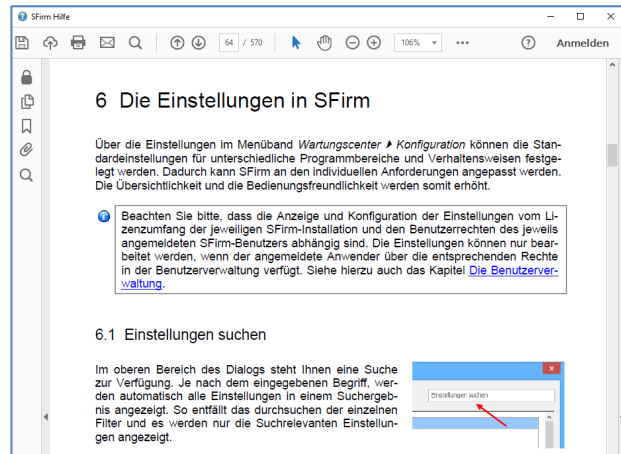 SFirm Hilfe
64 / 570
106%
Anmelden
6 Die Einstellungen in SFirm
Über die Einstellungen im Menüband Wartungscenter ▶ Konfiguration können die Stan-
dardeinstellungen für unterschiedliche Programmbereiche und Verhaltensweisen festge-
legt werden. Dadurch kann SFirm an den individuellen Anforderungen angepasst werden.
Die Übersichtlichkeit und die Bedienungsfreundlichkeit werden somit erhöht.
Beachten Sie bitte, dass die Anzeige und Konfiguration der Einstellungen vom Li-
zenzumfang der jeweiligen SFirm-Installation und den Benutzerrechten des jeweils
angemeldeten SFirm-Benutzers abhängig sind. Die Einstellungen können nur bear-
beitet werden, wenn der angemeldete Anwender über die entsprechenden Rechte
in der Benutzerverwaltung verfügt. Siehe hierzu auch das Kapitel Die Benutzerver-
waltung.
6.1 Einstellungen suchen
Im oberen Bereich des Dialogs steht Ihnen eine Suche
zur Verfügung. Je nach dem eingegebenen Begriff, wer-
den automatisch alle Einstellungen in einem Suchergeb-
nis angezeigt. So entfällt das durchsuchen der einzelnen
Filter und es werden nur die Suchrelevanten Einstellun-
gen angezeigt.
Einstellungen suchen